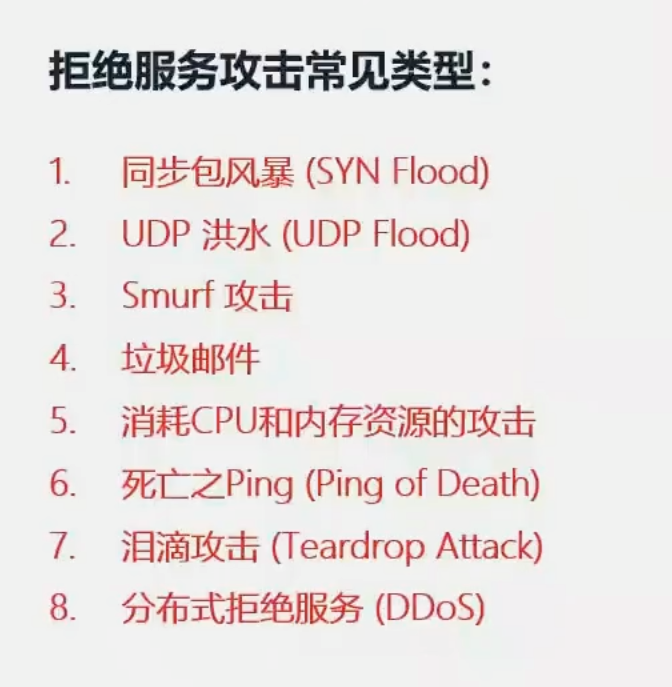 拒绝服务攻击常见类型：
1. 同步包风暴 (SYN Flood)
2. UDP 洪水 (UDP Flood)
3. Smurf 攻击
4. 垃圾邮件
5. 消耗CPU和内存资源的攻击
6. 死亡之Ping (Ping of Death)
7. 泪滴攻击 (Teardrop Attack)
8. 分布式拒绝服务 (DDoS)